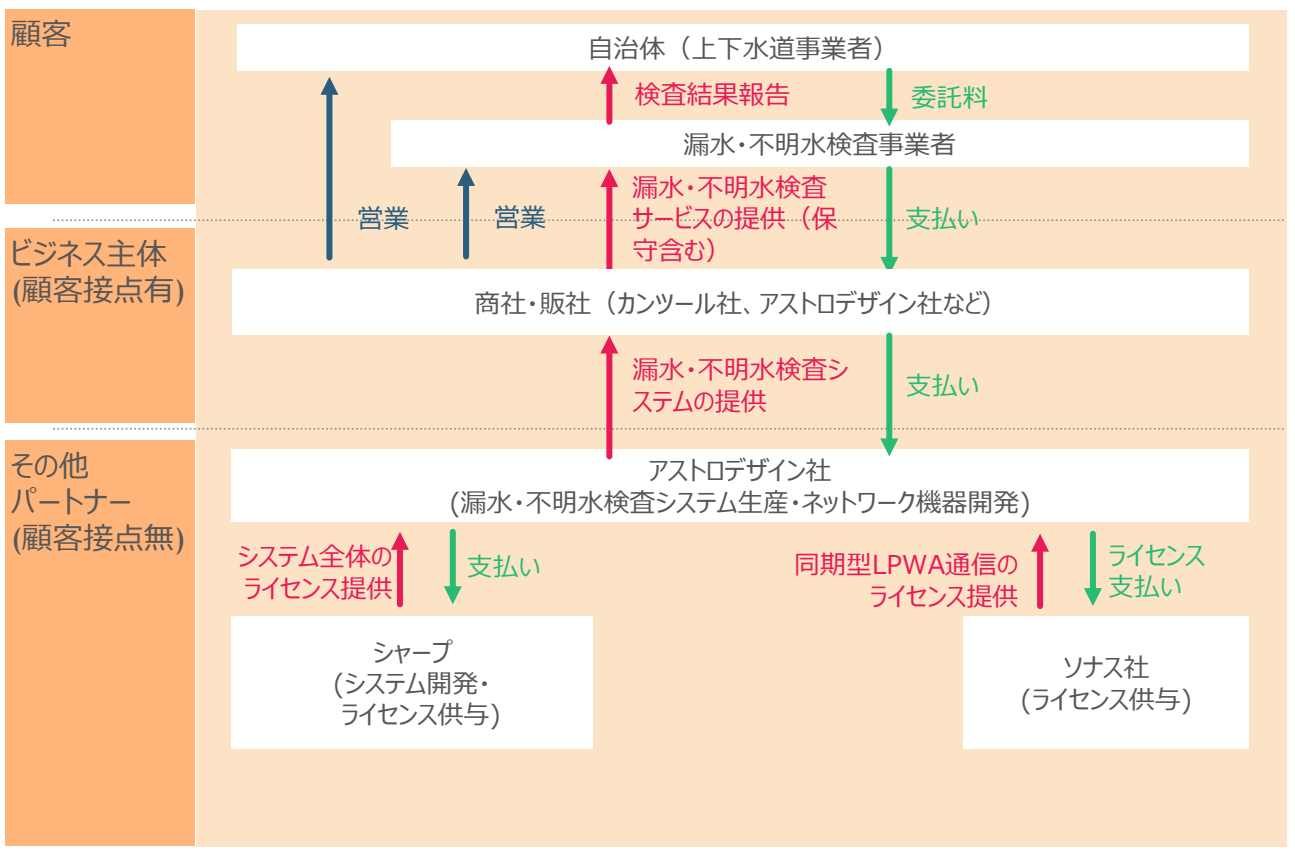 顧客
自治体（上下水道事業者）
検査結果報告
委託料
漏水・不明水検査事業者
営業
営業
漏水・不明水検査
サービスの提供（保
守含む）
支払い
ビジネス主体
(顧客接点有)
商社・販社（カンツール社、アストロデザイン社など）
漏水・不明水検査シ
ステムの提供
支払い
その他
パートナー
(顧客接点無)
アストロデザイン社
(漏水・不明水検査システム生産・ネットワーク機器開発)
システム全体の
ライセンス提供
支払い
同期型LPWA通信の
ライセンス提供
ライセンス
支払い
シャープ
(システム開発・
ライセンス供与)
ソナス社
(ライセンス供与)